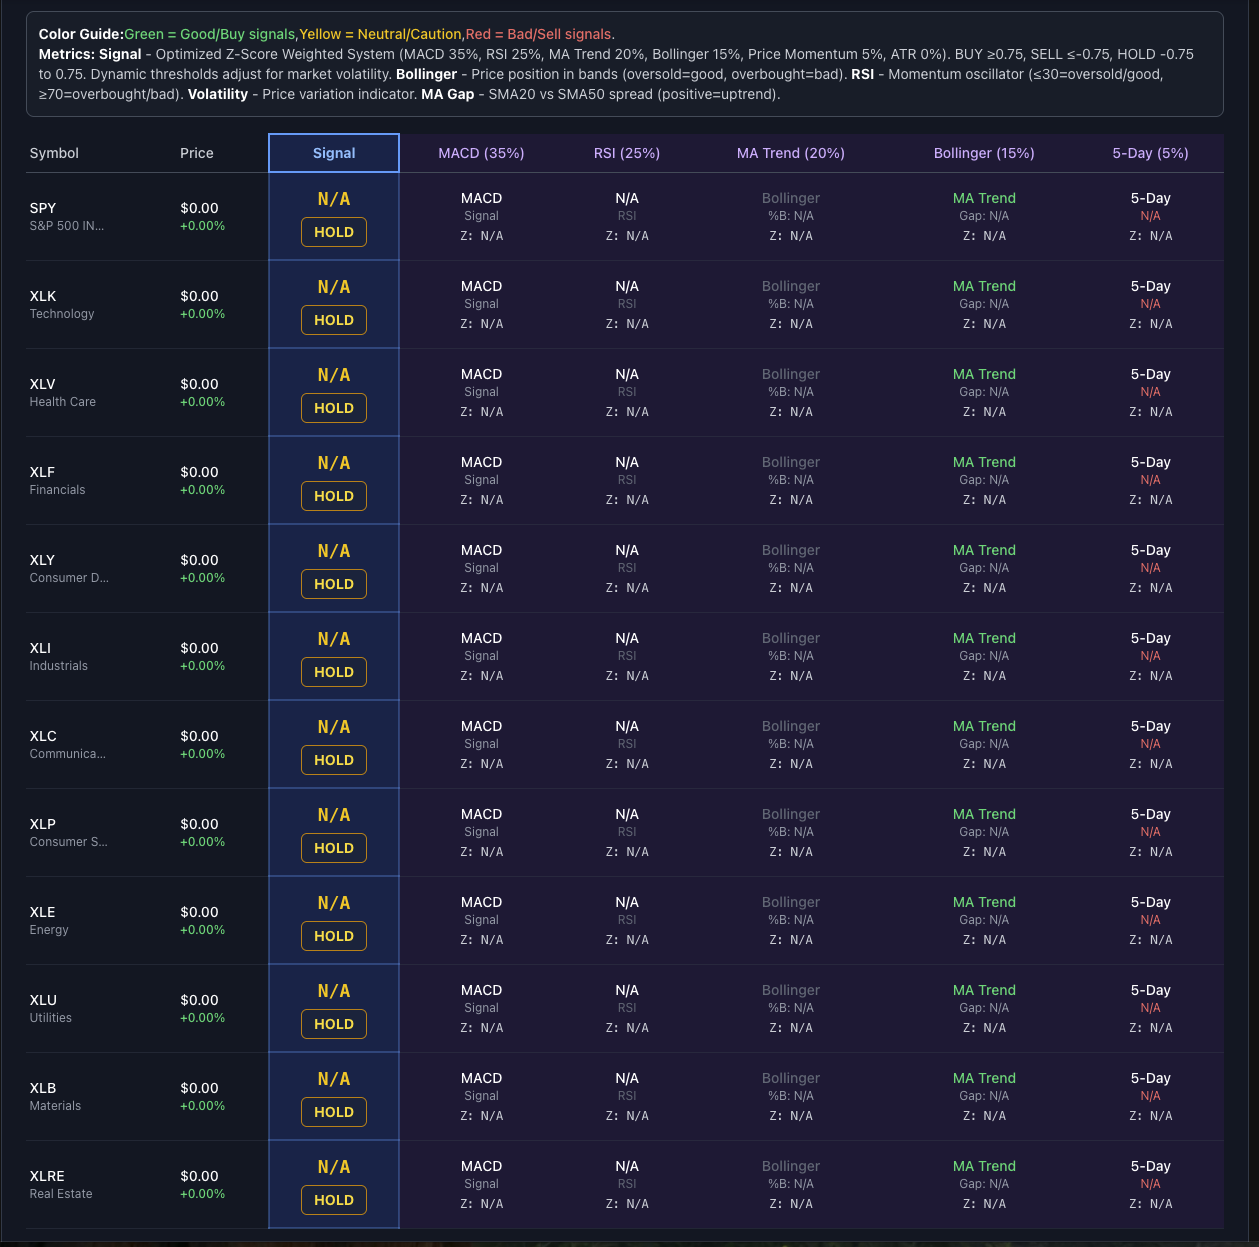 Color Guide:Green = Good/Buy signals,Yellow = Neutral/Caution,Red = Bad/Sell signals.
Metrics: Signal - Optimized Z-Score Weighted System (MACD 35%, RSI 25%, MA Trend 20%, Bollinger 15%, Price Momentum 5%, ATR 0%). BUY ≥0.75, SELL ≤-0.75, HOLD -0.75
to 0.75. Dynamic thresholds adjust for market volatility. Bollinger - Price position in bands (oversold=good, overbought=bad). RSI - Momentum oscillator (≤30=oversold/good,
≥70=overbought/bad). Volatility - Price variation indicator. MA Gap - SMA20 vs SMA50 spread (positive=uptrend).
Symbol Price Signal MACD (35%) RSI (25%) MA Trend (20%) Bollinger (15%) 5-Day (5%)
SPY $0.00 N/A MACD N/A Bollinger MA Trend 5-Day
S&P 500 IN... +0.00% HOLD Signal RSI %B: N/A Gap: N/A N/A
Z: N/A Z: N/A Z: N/A Z: N/A Z: N/A
XLK $0.00 N/A MACD N/A Bollinger MA Trend 5-Day
Technology +0.00% HOLD Signal RSI %B: N/A Gap: N/A N/A
Z: N/A Z: N/A Z: N/A Z: N/A Z: N/A
XLV $0.00 N/A MACD N/A Bollinger MA Trend 5-Day
Health Care +0.00% HOLD Signal RSI %B: N/A Gap: N/A N/A
Z: N/A Z: N/A Z: N/A Z: N/A Z: N/A
XLF $0.00 N/A MACD N/A Bollinger MA Trend 5-Day
Financials +0.00% HOLD Signal RSI %B: N/A Gap: N/A N/A
Z: N/A Z: N/A Z: N/A Z: N/A Z: N/A
XLY $0.00 N/A MACD N/A Bollinger MA Trend 5-Day
Consumer D... +0.00% HOLD Signal RSI %B: N/A Gap: N/A N/A
Z: N/A Z: N/A Z: N/A Z: N/A Z: N/A
XLI $0.00 N/A MACD N/A Bollinger MA Trend 5-Day
Industrials +0.00% HOLD Signal RSI %B: N/A Gap: N/A N/A
Z: N/A Z: N/A Z: N/A Z: N/A Z: N/A
XLC $0.00 N/A MACD N/A Bollinger MA Trend 5-Day
Communica... +0.00% HOLD Signal RSI %B: N/A Gap: N/A N/A
Z: N/A Z: N/A Z: N/A Z: N/A Z: N/A
XLP $0.00 N/A MACD N/A Bollinger MA Trend 5-Day
Consumer S... +0.00% HOLD Signal RSI %B: N/A Gap: N/A N/A
Z: N/A Z: N/A Z: N/A Z: N/A Z: N/A
XLE $0.00 N/A MACD N/A Bollinger MA Trend 5-Day
Energy +0.00% HOLD Signal RSI %B: N/A Gap: N/A N/A
Z: N/A Z: N/A Z: N/A Z: N/A Z: N/A
XLU $0.00 N/A MACD N/A Bollinger MA Trend 5-Day
Utilities +0.00% HOLD Signal RSI %B: N/A Gap: N/A N/A
Z: N/A Z: N/A Z: N/A Z: N/A Z: N/A
XLB $0.00 N/A MACD N/A Bollinger MA Trend 5-Day
Materials +0.00% HOLD Signal RSI %B: N/A Gap: N/A N/A
Z: N/A Z: N/A Z: N/A Z: N/A Z: N/A
XLRE $0.00 N/A MACD N/A Bollinger MA Trend 5-Day
Real Estate +0.00% HOLD Signal RSI %B: N/A Gap: N/A N/A
Z: N/A Z: N/A Z: N/A Z: N/A Z: N/A